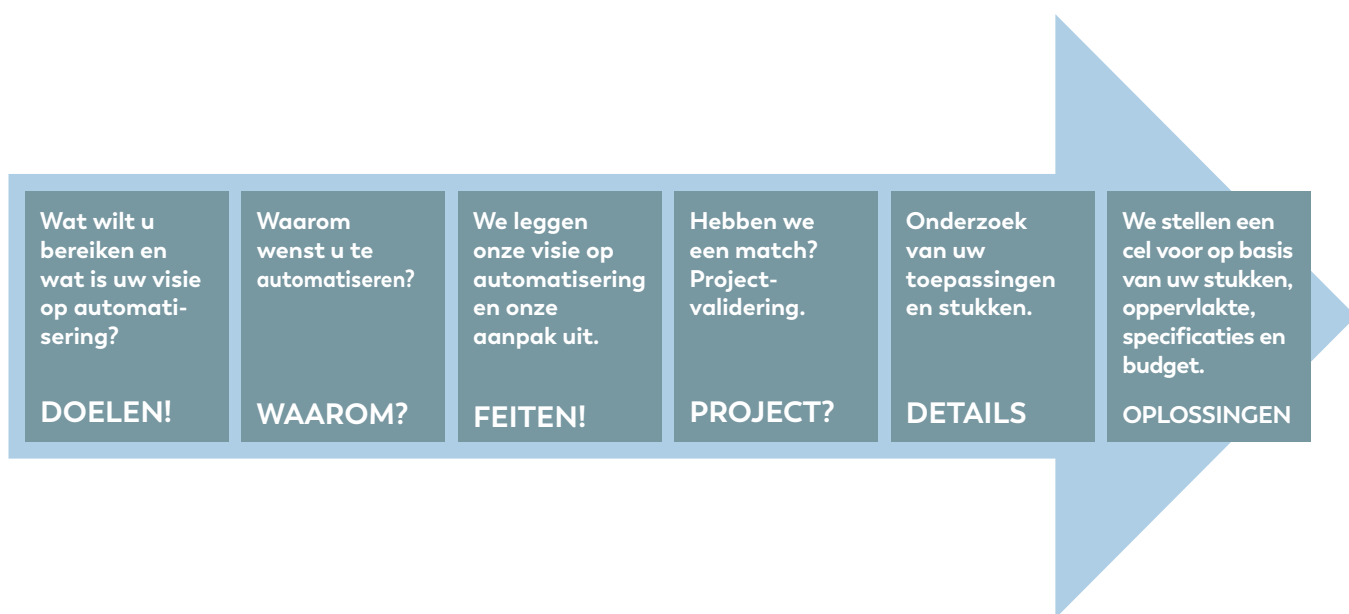 Wat wilt u
bereiken en
wat is uw visie
op automati-
sering?
DOELEN!
Waarom
wenst u te
automatiseren?
WAAROM?
We leggen
onze visie op
automatisering
en onze
aanpak uit.
FEITEN!
Hebben we
een match?
Project-
validering.
PROJECT?
Onderzoek
van uw
toepassingen
en stukken.
DETAILS
We stellen een
cel voor op basis
van uw stukken,
oppervlakte,
specificaties en
budget.
OPLOSSINGEN